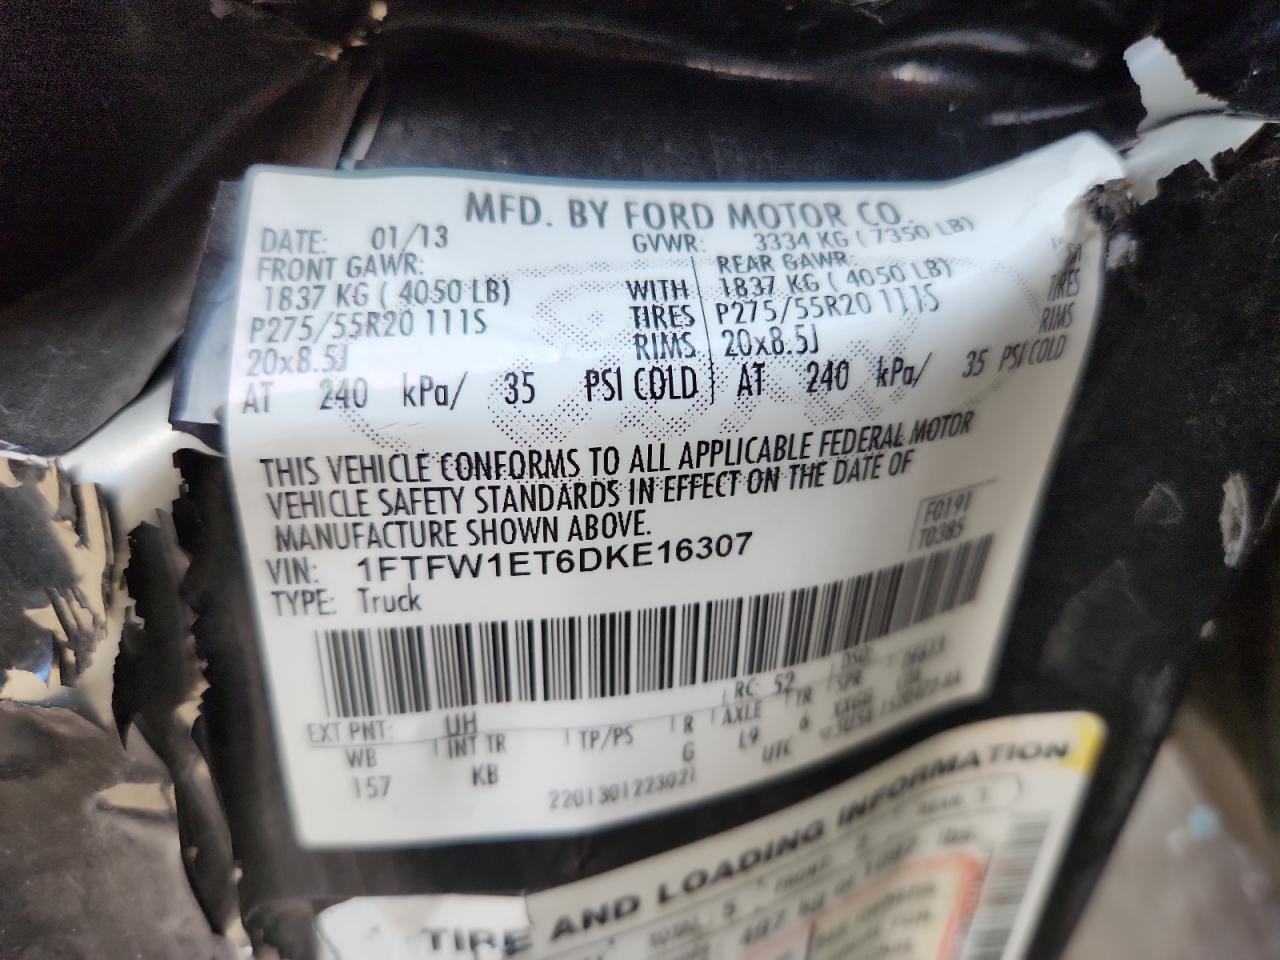 MFD. BY FORD MOTOR CO.
DATE: 01/13 GVWR: 3334 KG ( 7350 LB)
FRONT GAWR: REAR GAWR:
1837 KG ( 4050 LB) WITH 1837 KG ( 4050 LB)
P275/55R20 111S TIRES P275/55R20 111S TIRES
20x8.5J RIMS 20x8.5J RIMS
AT 240 kPa/ 35 PSI COLD AT 240 kPa/ 35 PSI COLD
THIS VEHICLE CONFORMS TO ALL APPLICABLE FEDERAL MOTOR
VEHICLE SAFETY STANDARDS IN EFFECT ON THE DATE OF
MANUFACTURE SHOWN ABOVE.
F0191
T0385
VIN: 1FTFW1ET6DKE16307
TYPE: Truck
EXT PNT: UH RC: 52 DSO:
WB INT TR TP/PS R AXLE TR SPR
157 KB G L9 6
2201301223021 UTC
TIRE AND LOADING INFORMATION